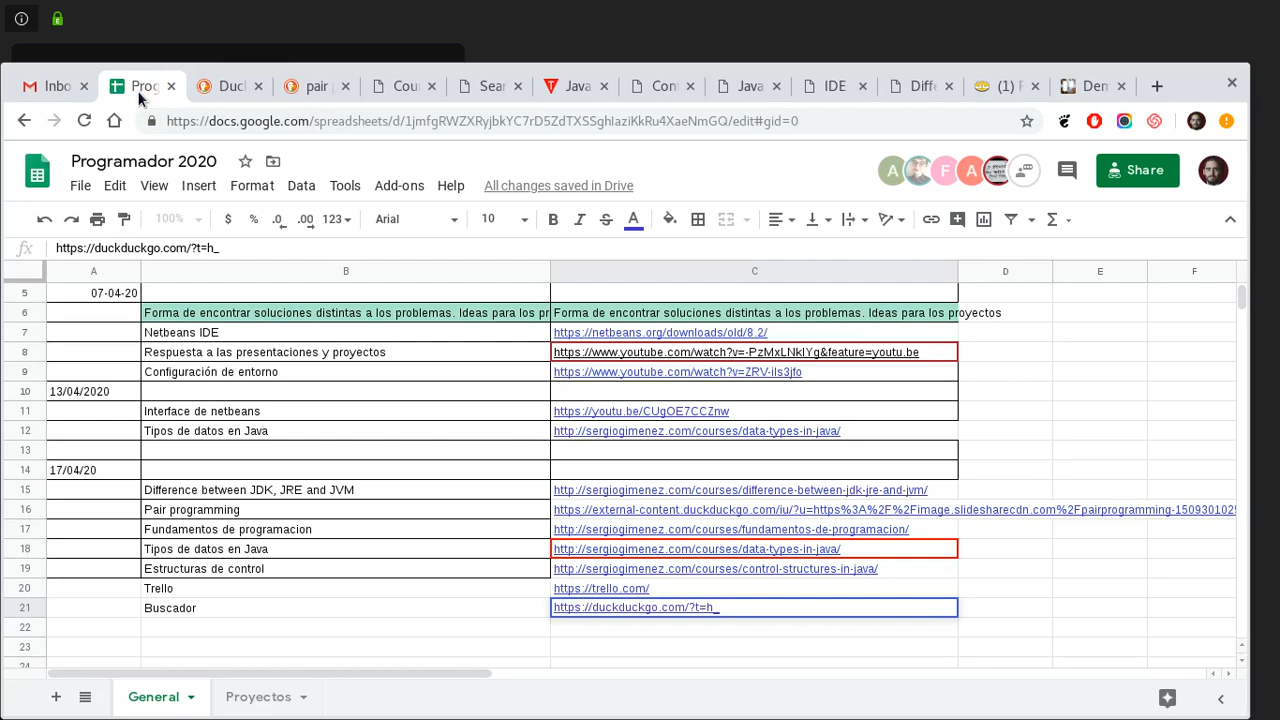 Inbo Prog Duck pair Cour Sear Java Con Java IDE Diffe (1) F Den
https://docs.google.com/spreadsheets/d/1jmfgRWZXRyjbkYC7rD5ZdTXSSghIaziKkRu4XaeNmGQ/edit#gid=0
Programador 2020
File Edit View Insert Format Data Tools Add-ons Help All changes saved in Drive
A F A Share
100% $ % .0 .00 123 Arial 10 B I S A
fx https://duckduckgo.com/?t=h_
A B C D E F
5 07-04-20
6 Forma de encontrar soluciones distintas a los problemas. Ideas para los pr Forma de encontrar soluciones distintas a los problemas. Ideas para los proyectos
7 Netbeans IDE https://netbeans.org/downloads/old/8.2/
8 Respuesta a las presentaciones y proyectos https://www.youtube.com/watch?v=-PzMxLNkIYg&feature=youtu.be
9 Configuración de entorno https://www.youtube.com/watch?v=ZRV-iIs3jfo
10 13/04/2020
11 Interface de netbeans https://youtu.be/CUgOE7CCZnw
12 Tipos de datos en Java http://sergiogimenez.com/courses/data-types-in-java/
13
14 17/04/20
15 Difference between JDK, JRE and JVM http://sergiogimenez.com/courses/difference-between-jdk-jre-and-jvm/
16 Pair programming https://external-content.duckduckgo.com/iu/?u=https%3A%2F%2Fimage.slidesharecdn.com%2Fpairprogramming-1509301025
17 Fundamentos de programacion http://sergiogimenez.com/courses/fundamentos-de-programacion/
18 Tipos de datos en Java http://sergiogimenez.com/courses/data-types-in-java/
19 Estructuras de control http://sergiogimenez.com/courses/control-structures-in-java/
20 Trello https://trello.com/
21 Buscador https://duckduckgo.com/?t=h_
22
23
24
General Proyectos